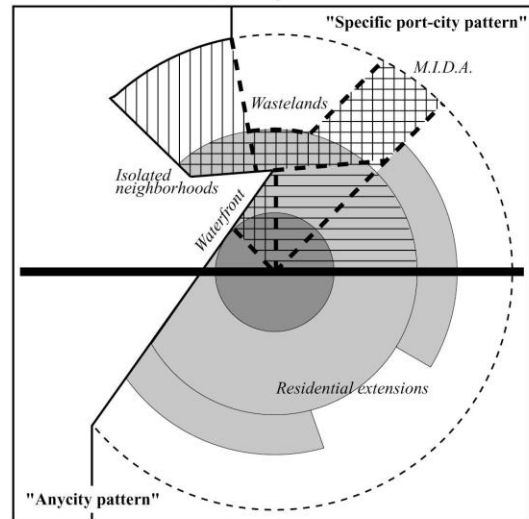 "Specific port-city pattern"
M.I.D.A.
Wastelands
Isolated
neighborhoods
Waterfront
Residential extensions
"Anycity pattern"